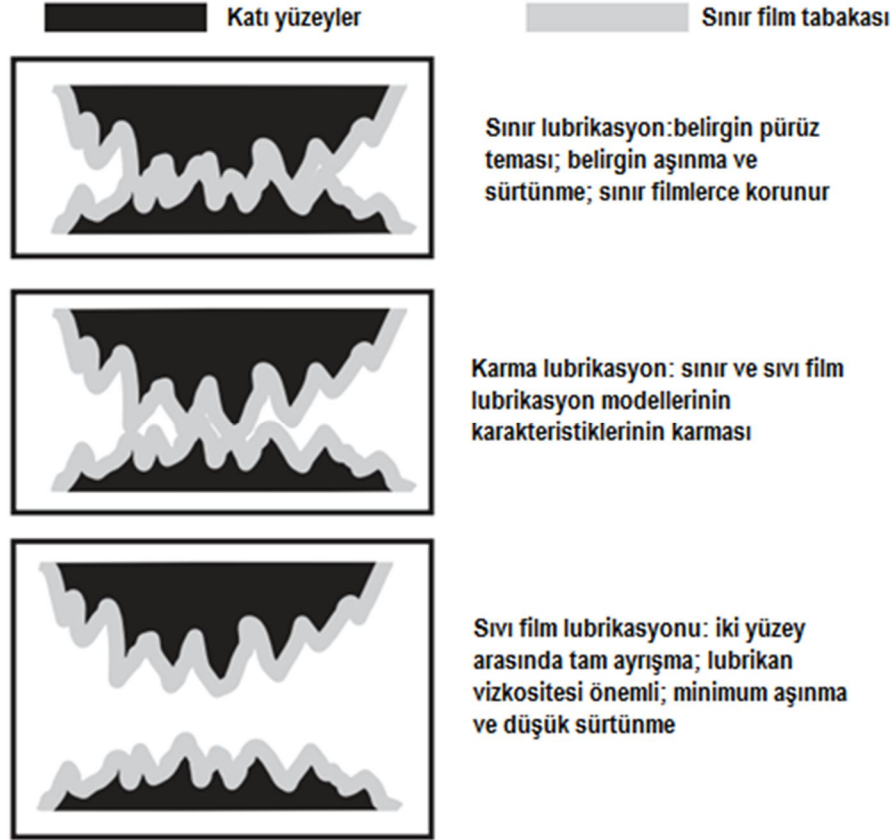 Katı yüzeyler
Sınır film tabakası
Sınır lubrikasyon:belirgin pürüz
teması; belirgin aşınma ve
sürtünme; sınır filmlerce korunur
Karma lubrikasyon: sınır ve sıvı film
lubrikasyon modellerinin
karakteristiklerinin karması
Sıvı film lubrikasyonu: iki yüzey
arasında tam ayrışma; lubrikan
vizkositesi önemli; minimum aşınma
ve düşük sürtünme